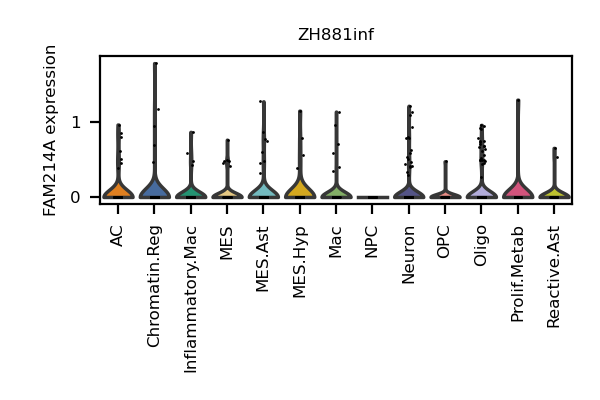 ZH881inf
FAM214A expression
1
0
AC
Chromatin.Reg
Inflammatory.Mac
MES
MES.Ast
MES.Hyp
Mac
NPC
Neuron
OPC
Oligo
Prolif.Metab
Reactive.Ast